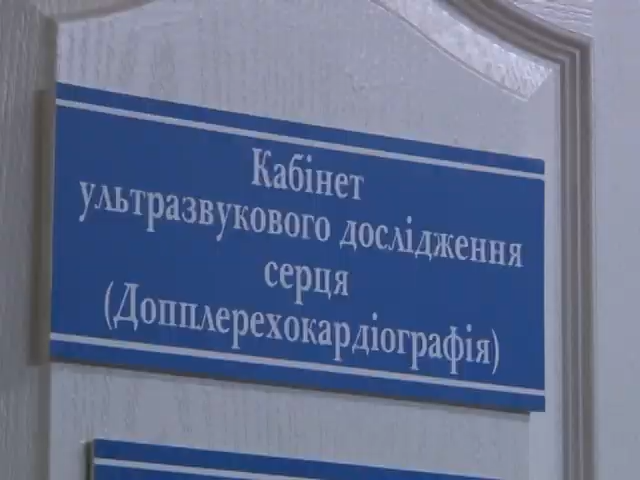 Кабінет
ультразвукового дослідження
серця
(Допплерехокардіографія)